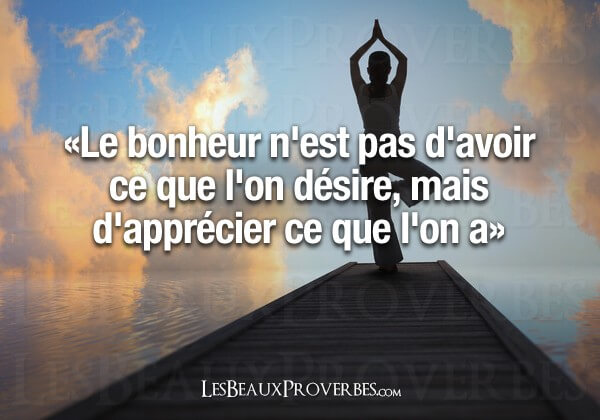 «Le bonheur n'est pas d'avoir
ce que l'on désire, mais
d'apprécier ce que l'on a»
LesBeauxProverbes.com